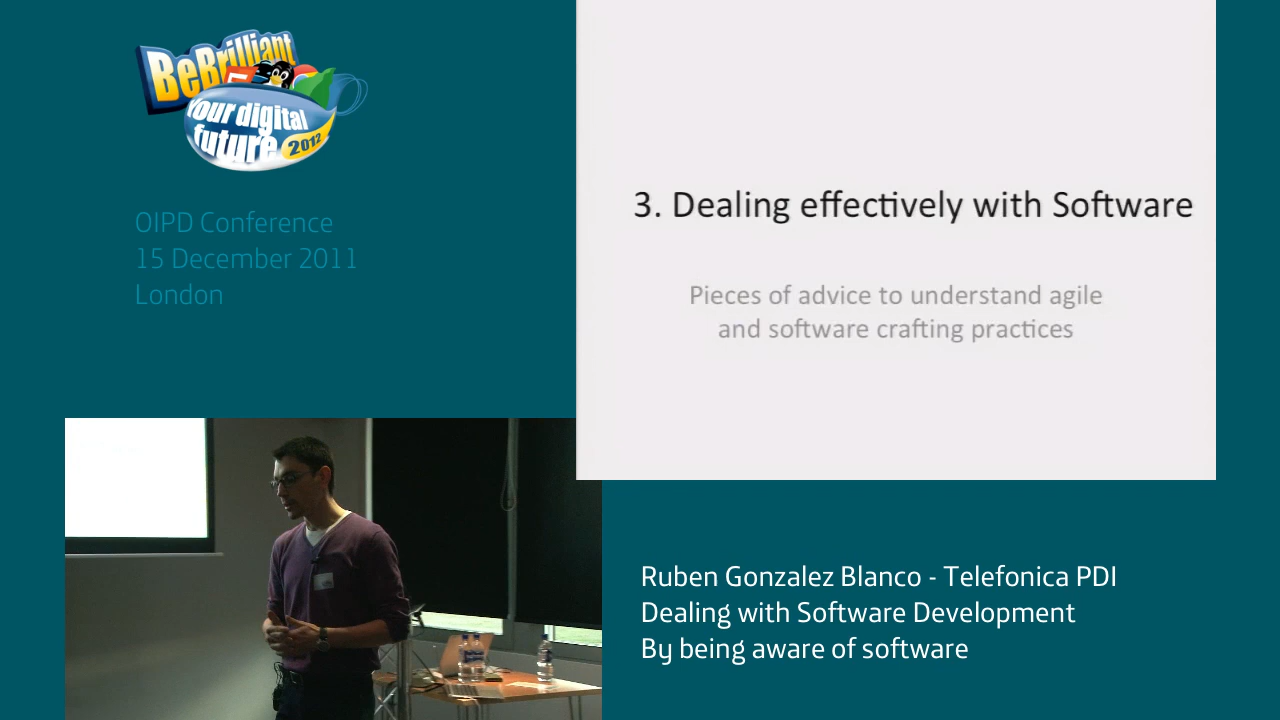 BeBrilliant
Your digital
future
2012
OIPD Conference
15 December 2011
London
3. Dealing effectively with Software
Pieces of advice to understand agile
and software crafting practices
Ruben Gonzalez Blanco - Telefonica PDI
Dealing with Software Development
By being aware of software